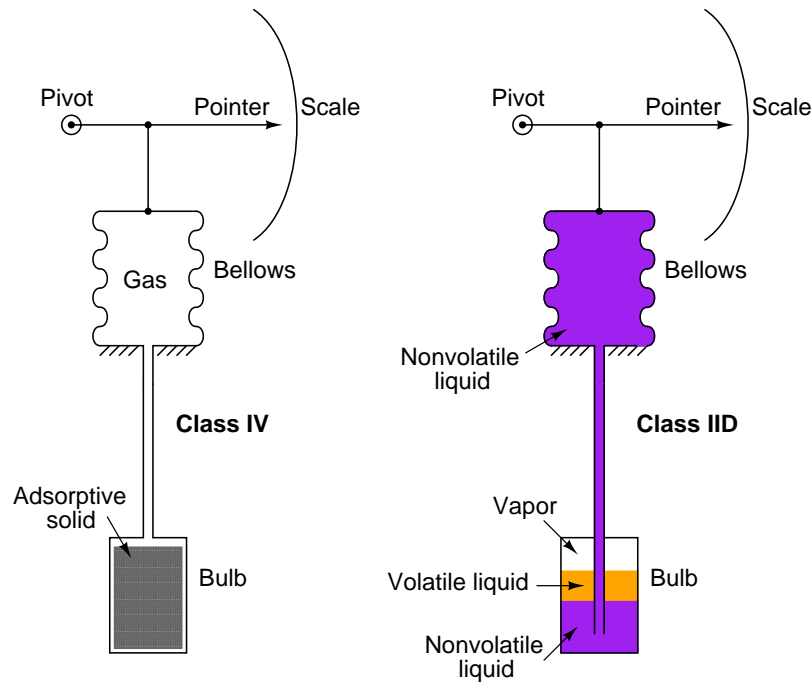 Pivot
Pointer
Scale
Gas
Bellows
Class IV
Adsorptive
solid
Bulb
Pivot
Pointer
Scale
Bellows
Nonvolatile
liquid
Class IID
Vapor
Volatile liquid
Bulb
Nonvolatile
liquid